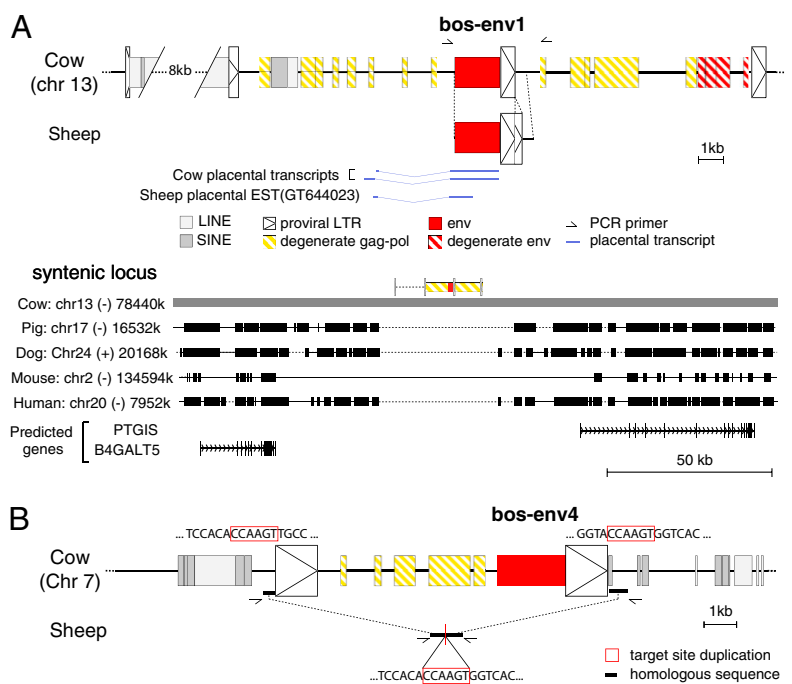 A
bos-env1
Cow
(chr 13)
8kb
Sheep
1kb
Cow placental transcripts
Sheep placental EST(GT644023)
LINE
proviral LTR
env
PCR primer
SINE
degenerate gag-pol
degenerate env
placental transcript
syntenic locus
Cow: chr13 (-) 78440k
Pig: chr17 (-) 16532k
Dog: Chr24 (+) 20168k
Mouse: chr2 (-) 134594k
Human: chr20 (-) 7952k
Predicted
genes
PTGIS
B4GALT5
50 kb
B
bos-env4
... TCCACACCAAGTTGCC ...
... GGTACCAAGTGGTCAC ...
Cow
(Chr 7)
1kb
Sheep
...TCCACACCAAGTGGTCAC...
target site duplication
homologous sequence